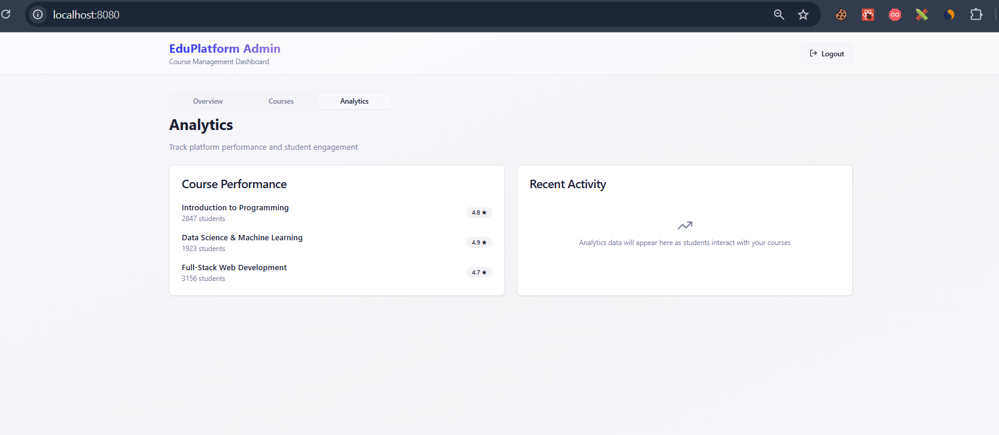 localhost:8080
EduPlatform Admin
Course Management Dashboard
Logout
Overview Courses Analytics
Analytics
Track platform performance and student engagement
Course Performance
Introduction to Programming
2847 students
4.8 ★
Data Science & Machine Learning
1923 students
4.9 ★
Full-Stack Web Development
3156 students
4.7 ★
Recent Activity
Analytics data will appear here as students interact with your courses